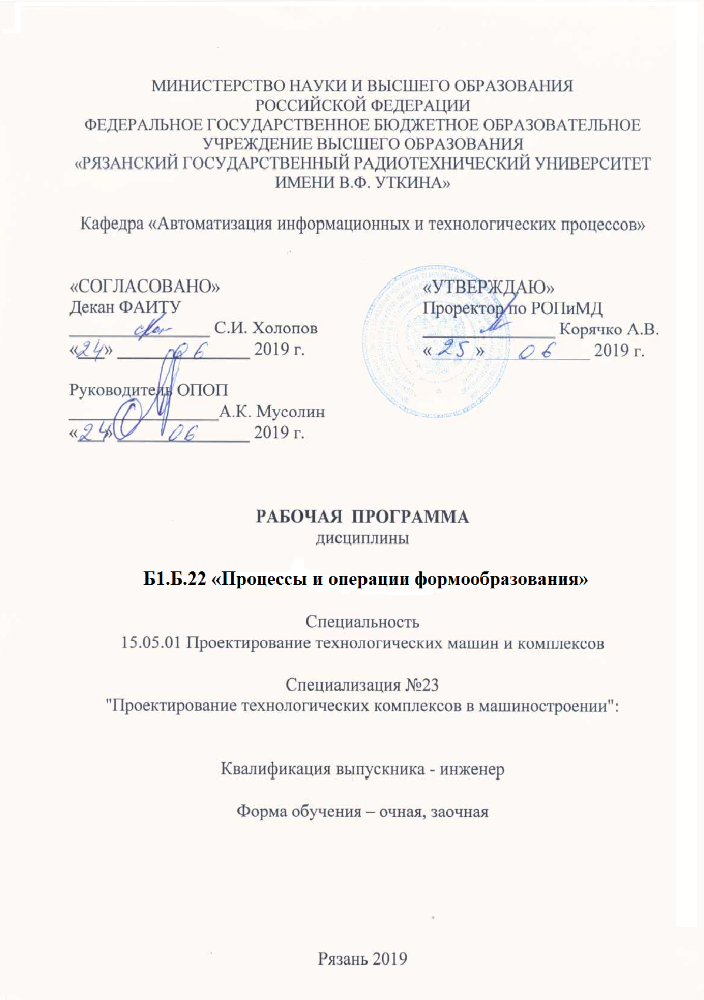 МИНИСТЕРСТВО НАУКИ И ВЫСШЕГО ОБРАЗОВАНИЯ
РОССИЙСКОЙ ФЕДЕРАЦИИ
ФЕДЕРАЛЬНОЕ ГОСУДАРСТВЕННОЕ БЮДЖЕТНОЕ ОБРАЗОВАТЕЛЬНОЕ
УЧРЕЖДЕНИЕ ВЫСШЕГО ОБРАЗОВАНИЯ
«РЯЗАНСКИЙ ГОСУДАРСТВЕННЫЙ РАДИОТЕХНИЧЕСКИЙ УНИВЕРСИТЕТ
ИМЕНИ В.Ф. УТКИНА»
Кафедра «Автоматизация информационных и технологических процессов»
«СОГЛАСОВАНО»
Декан ФАИТУ
С.И. Холопов
«24» 06 2019 г.
Руководитель ОПОП
А.К. Мусолин
«24» 06 2019 г.
«УТВЕРЖДАЮ»
Проректор по РОПиМД
Корячко А.В.
«25» 06 2019 г.
РАБОЧАЯ ПРОГРАММА
дисциплины
Б1.Б.22 «Процессы и операции формообразования»
Специальность
15.05.01 Проектирование технологических машин и комплексов
Специализация №23
"Проектирование технологических комплексов в машиностроении":
Квалификация выпускника - инженер
Форма обучения – очная, заочная
Рязань 2019